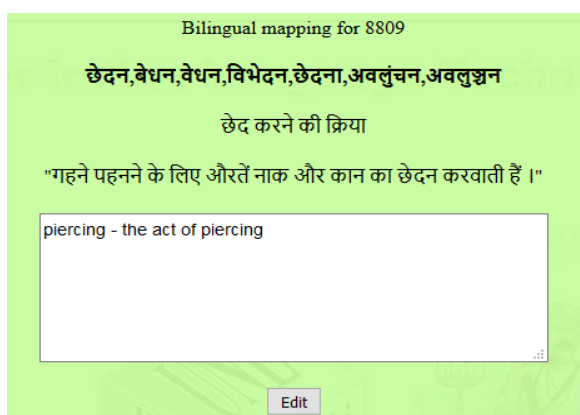 Bilingual mapping for 8809
छेदन,बेधन,वेधन,विभेदन,छेदना,अवलुंचन,अवलुञ्चन
छेद करने की क्रिया
"गहने पहनने के लिए औरतें नाक और कान का छेदन करवाती हैं ।"
piercing - the act of piercing
Edit